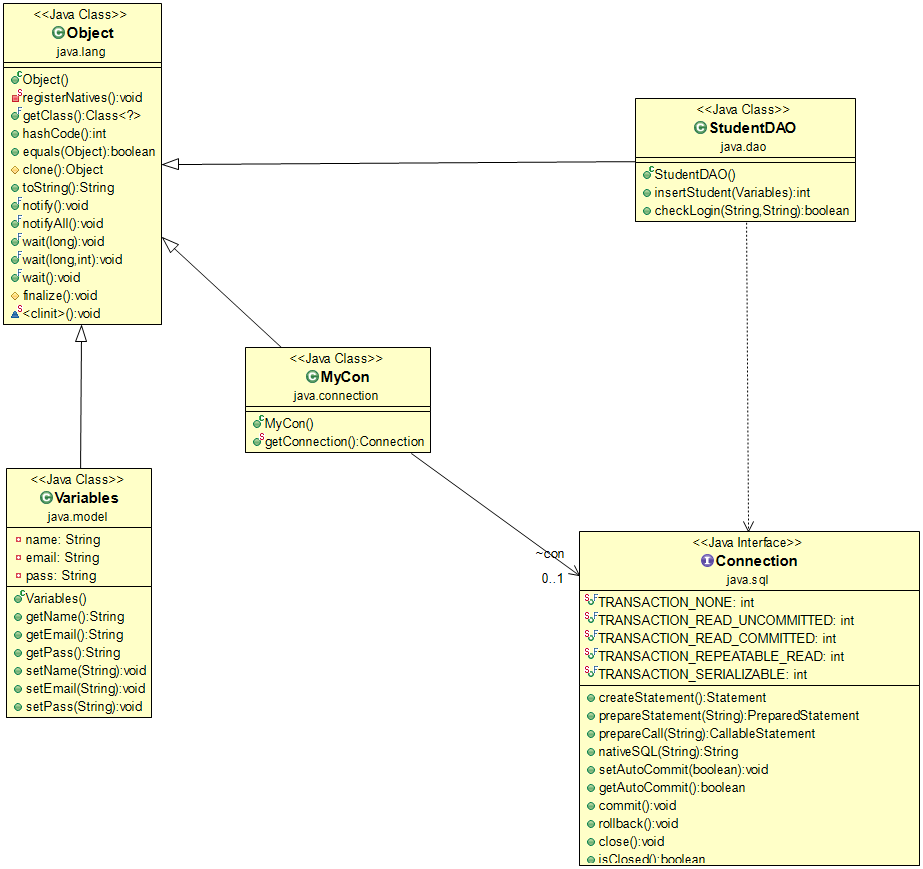 <<Java Class>>
Object
java.lang
Object()
registerNatives():void
getClass():Class<?>
hashCode():int
equals(Object):boolean
clone():Object
toString():String
notify():void
notifyAll():void
wait(long):void
wait(long,int):void
wait():void
finalize():void
<clinit>():void
<<Java Class>>
StudentDAO
java.dao
StudentDAO()
insertStudent(Variables):int
checkLogin(String,String):boolean
<<Java Class>>
MyCon
java.connection
MyCon()
getConnection():Connection
<<Java Class>>
Variables
java.model
name: String
email: String
pass: String
Variables()
getName():String
getEmail():String
getPass():String
setName(String):void
setEmail(String):void
setPass(String):void
~con
0..1
<<Java Interface>>
Connection
java.sql
TRANSACTION_NONE: int
TRANSACTION_READ_UNCOMMITTED: int
TRANSACTION_READ_COMMITTED: int
TRANSACTION_REPEATABLE_READ: int
TRANSACTION_SERIALIZABLE: int
createStatement():Statement
prepareStatement(String):PreparedStatement
prepareCall(String):CallableStatement
nativeSQL(String):String
setAutoCommit(boolean):void
getAutoCommit():boolean
commit():void
rollback():void
close():void
isClosed():boolean